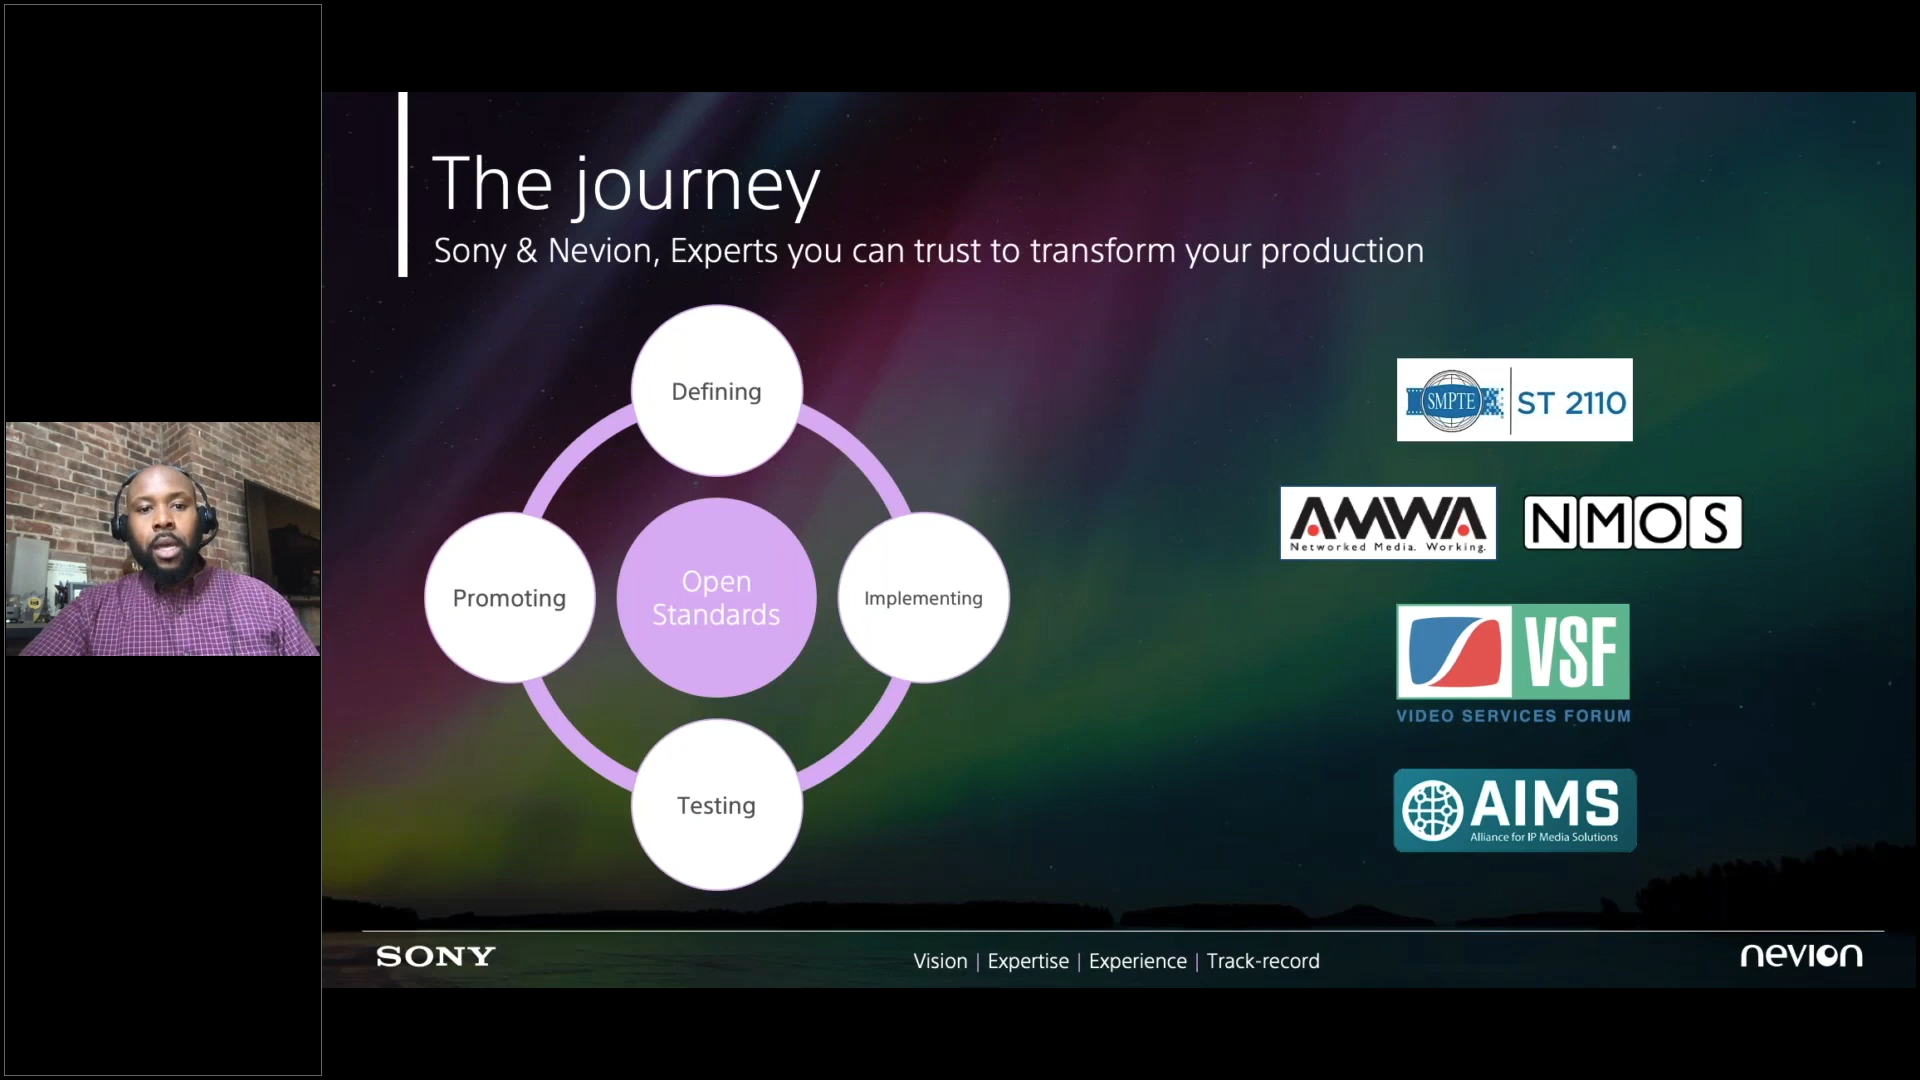 The journey
Sony & Nevion, Experts you can trust to transform your production
Defining
Promoting
Open
Standards
Implementing
Testing
SMPTE ST 2110
AMWA
Networked Media. Working.
NMOS
VSF
VIDEO SERVICES FORUM
AIMS
Alliance for IP Media Solutions
SONY
Vision | Expertise | Experience | Track-record
nevion